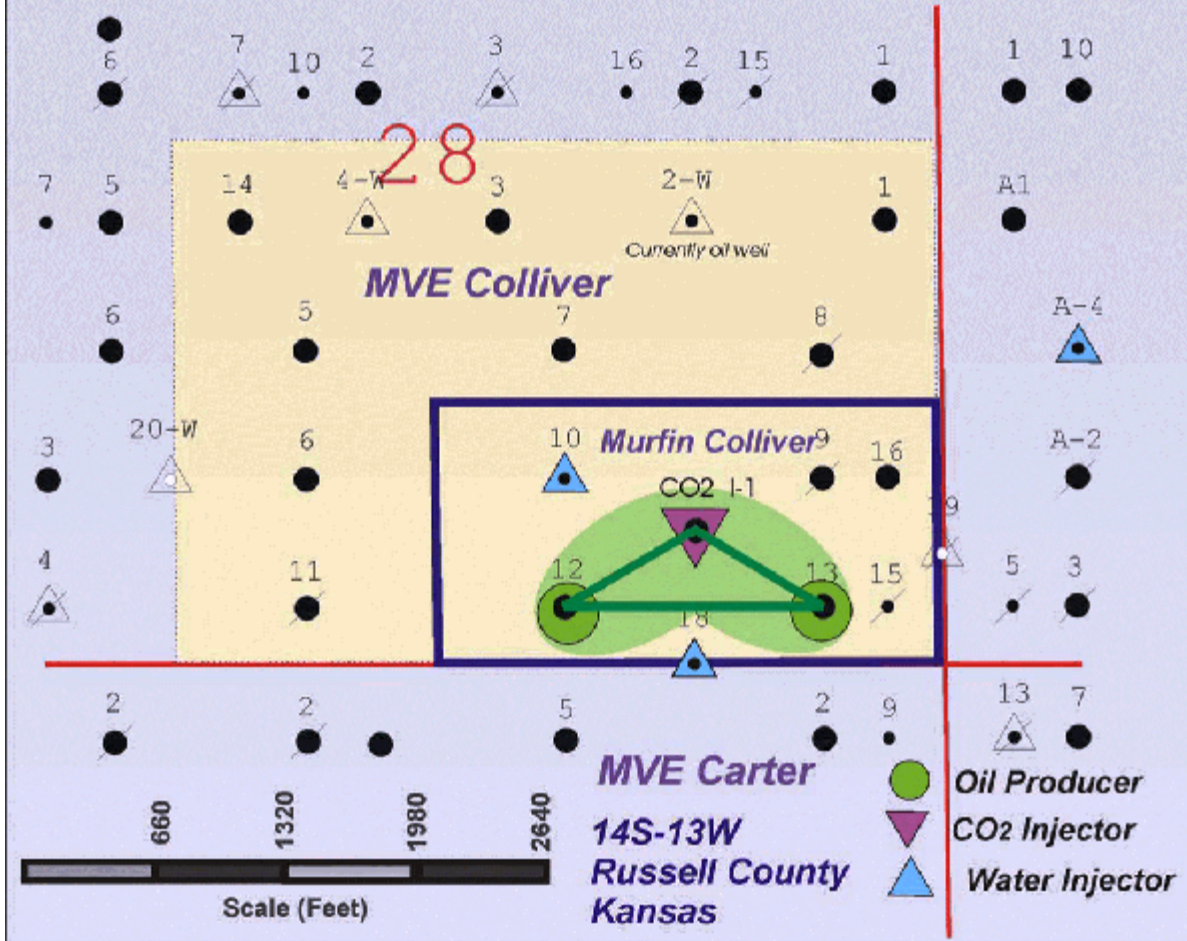 6
7
10
2
3
16
2
15
1
1
10
28
7
5
14
4-W
3
2-W
1
A1
Currently oil well
MVE Colliver
6
5
7
8
A-4
3
20-W
6
10
Murfin Colliver
9
16
A-2
CO2 I-1
19
4
11
12
13
15
5
3
18
2
2
5
2
9
13
7
MVE Carter
14S-13W
Russell County
Kansas
Oil Producer
CO2 Injector
Water Injector
660
1320
1980
2640
Scale (Feet)